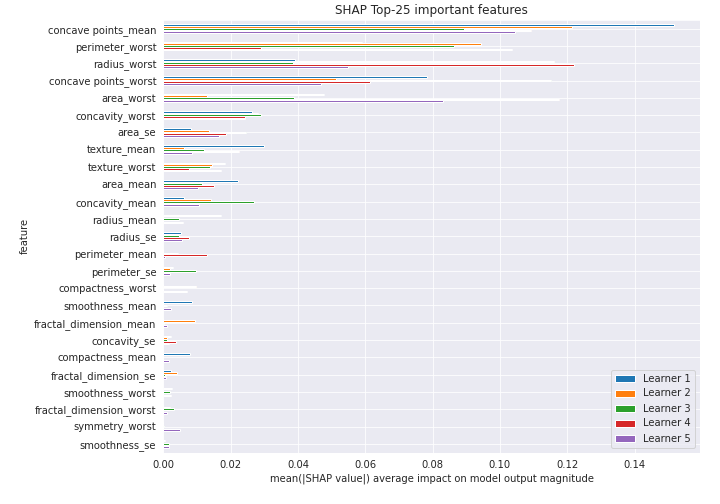 SHAP Top-25 important features
concave points_mean
perimeter_worst
radius_worst
concave points_worst
area_worst
concavity_worst
area_se
texture_mean
texture_worst
area_mean
concavity_mean
radius_mean
radius_se
perimeter_mean
perimeter_se
compactness_worst
smoothness_mean
fractal_dimension_mean
concavity_se
compactness_mean
fractal_dimension_se
smoothness_worst
fractal_dimension_worst
symmetry_worst
smoothness_se
feature
Learner 1
Learner 2
Learner 3
Learner 4
Learner 5
0.00 0.02 0.04 0.06 0.08 0.10 0.12 0.14
mean(|SHAP value|) average impact on model output magnitude